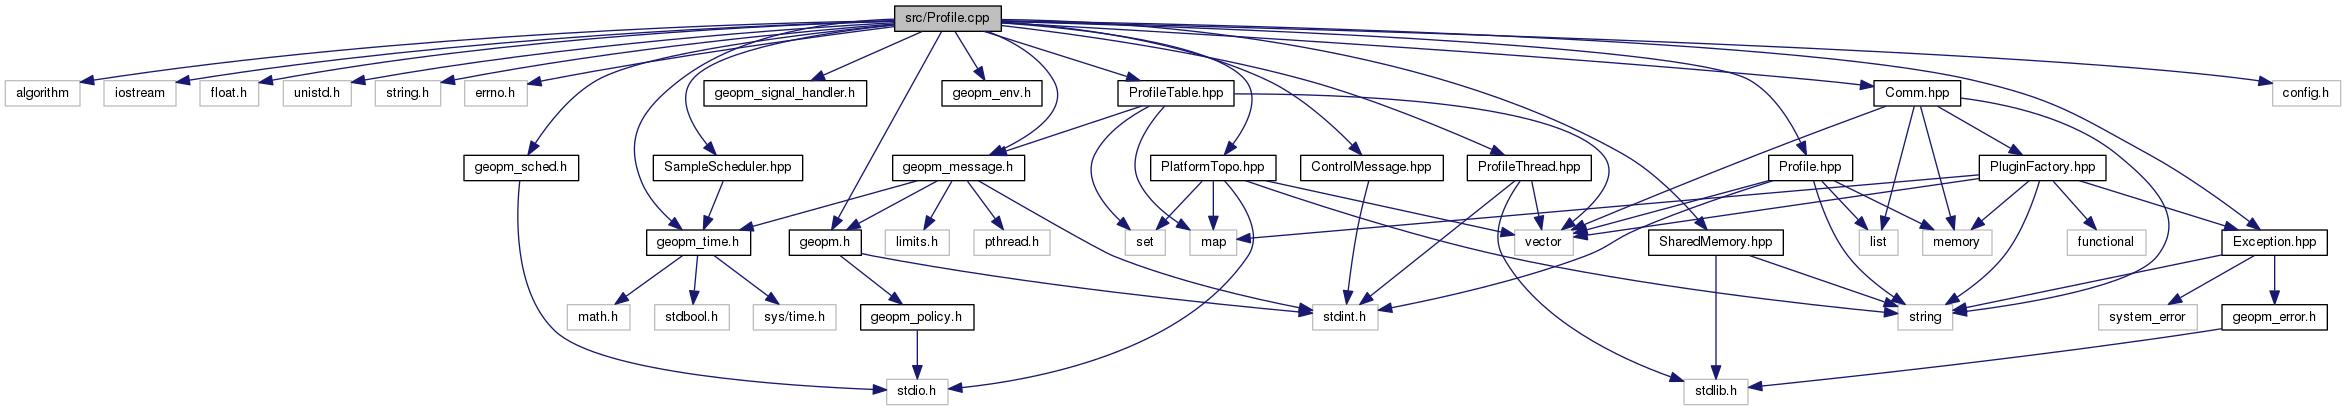 src/Profile.cpp
algorithm
iostream
float.h
unistd.h
string.h
errno.h
geopm_signal_handler.h
geopm_env.h
ProfileTable.hpp
Comm.hpp
config.h
geopm_sched.h
SampleScheduler.hpp
geopm_message.h
PlatformTopo.hpp
ControlMessage.hpp
ProfileThread.hpp
Profile.hpp
PluginFactory.hpp
geopm_time.h
geopm.h
limits.h
pthread.h
set
map
vector
SharedMemory.hpp
list
memory
functional
Exception.hpp
math.h
stdbool.h
sys/time.h
geopm_policy.h
stdint.h
string
system_error
geopm_error.h
stdio.h
stdlib.h